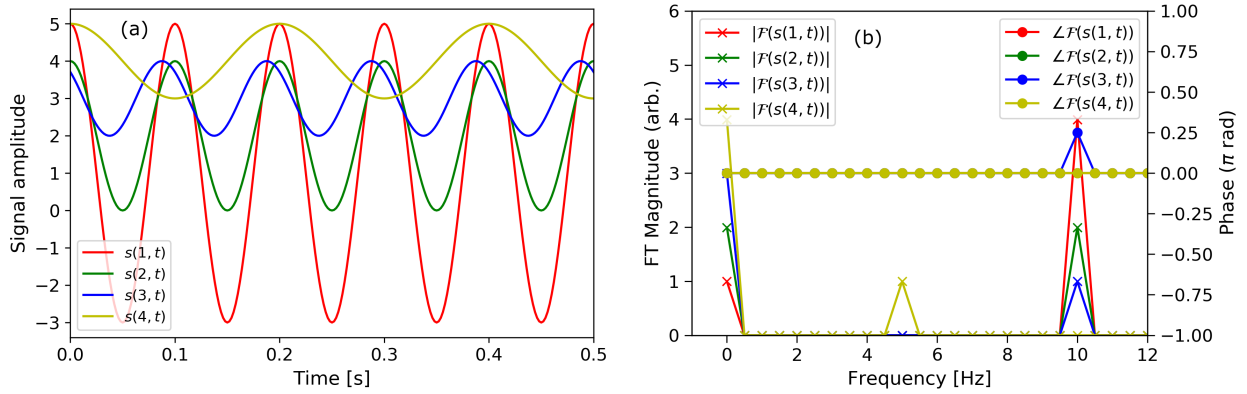 (a)
Signal amplitude
5
4
3
2
1
0
−1
−2
−3
s(1, t)
s(2, t)
s(3, t)
s(4, t)
0.0 0.1 0.2 0.3 0.4 0.5
Time [s]
(b)
FT Magnitude (arb.)
6
5
4
3
2
1
0
|ℱ(s(1, t))|
|ℱ(s(2, t))|
|ℱ(s(3, t))|
|ℱ(s(4, t))|
∠ℱ(s(1, t))
∠ℱ(s(2, t))
∠ℱ(s(3, t))
∠ℱ(s(4, t))
1.00
0.75
0.50
0.25
0.00
−0.25
−0.50
−0.75
−1.00
Phase (π rad)
0 2 4 6 8 10 12
Frequency [Hz]